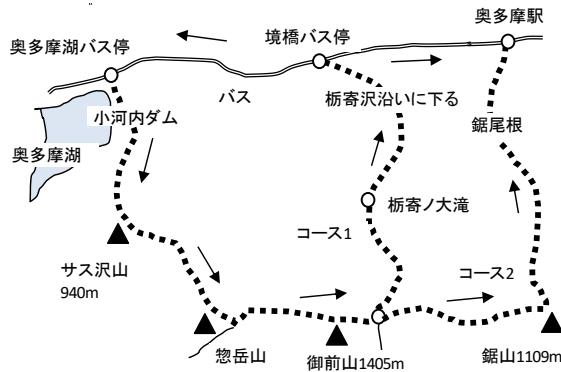 奥多摩駅
奥多摩湖バス停
境橋バス停
バス
栃寄沢沿いに下る
小河内ダム
鋸尾根
奥多摩湖
栃寄ノ大滝
コース1
サス沢山
940m
コース2
惣岳山
御前山1405m
鋸山1109m